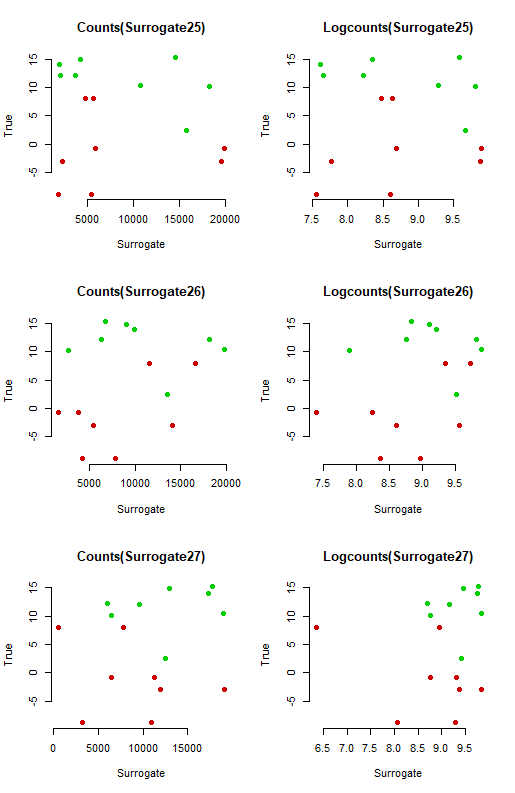 Counts(Surrogate25)
Logcounts(Surrogate25)
True
15
10
5
0
-5
5000 10000 15000 20000
Surrogate
True
15
10
5
0
-5
7.5 8.0 8.5 9.0 9.5
Surrogate
Counts(Surrogate26)
Logcounts(Surrogate26)
True
15
10
5
0
-5
5000 10000 15000 20000
Surrogate
True
15
10
5
0
-5
7.5 8.0 8.5 9.0 9.5
Surrogate
Counts(Surrogate27)
Logcounts(Surrogate27)
True
15
10
5
0
-5
0 5000 10000 15000
Surrogate
True
15
10
5
0
-5
6.5 7.0 7.5 8.0 8.5 9.0 9.5
Surrogate